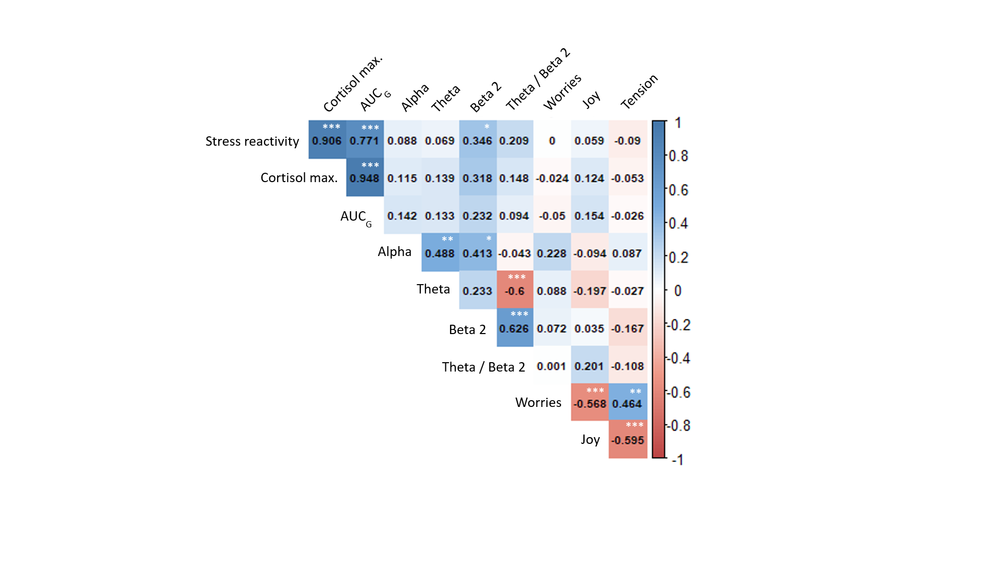 Cortisol max. AUC G Alpha Theta Beta 2 Theta / Beta 2 Worries Joy Tension
*** *** *
Stress reactivity 0.906 0.771 0.088 0.069 0.346 0.209 0 0.059 -0.09
***
Cortisol max. 0.948 0.115 0.139 0.318 0.148 -0.024 0.124 -0.053
AUC G 0.142 0.133 0.232 0.094 -0.05 0.154 -0.026
** *
Alpha 0.488 0.413 -0.043 0.228 -0.094 0.087
***
Theta 0.233 -0.6 0.088 -0.197 -0.027
***
Beta 2 0.626 0.072 0.035 -0.167
Theta / Beta 2 0.001 0.201 -0.108
*** **
Worries -0.568 0.464
***
Joy -0.595
1
0.8
0.6
0.4
0.2
0
-0.2
-0.4
-0.6
-0.8
-1